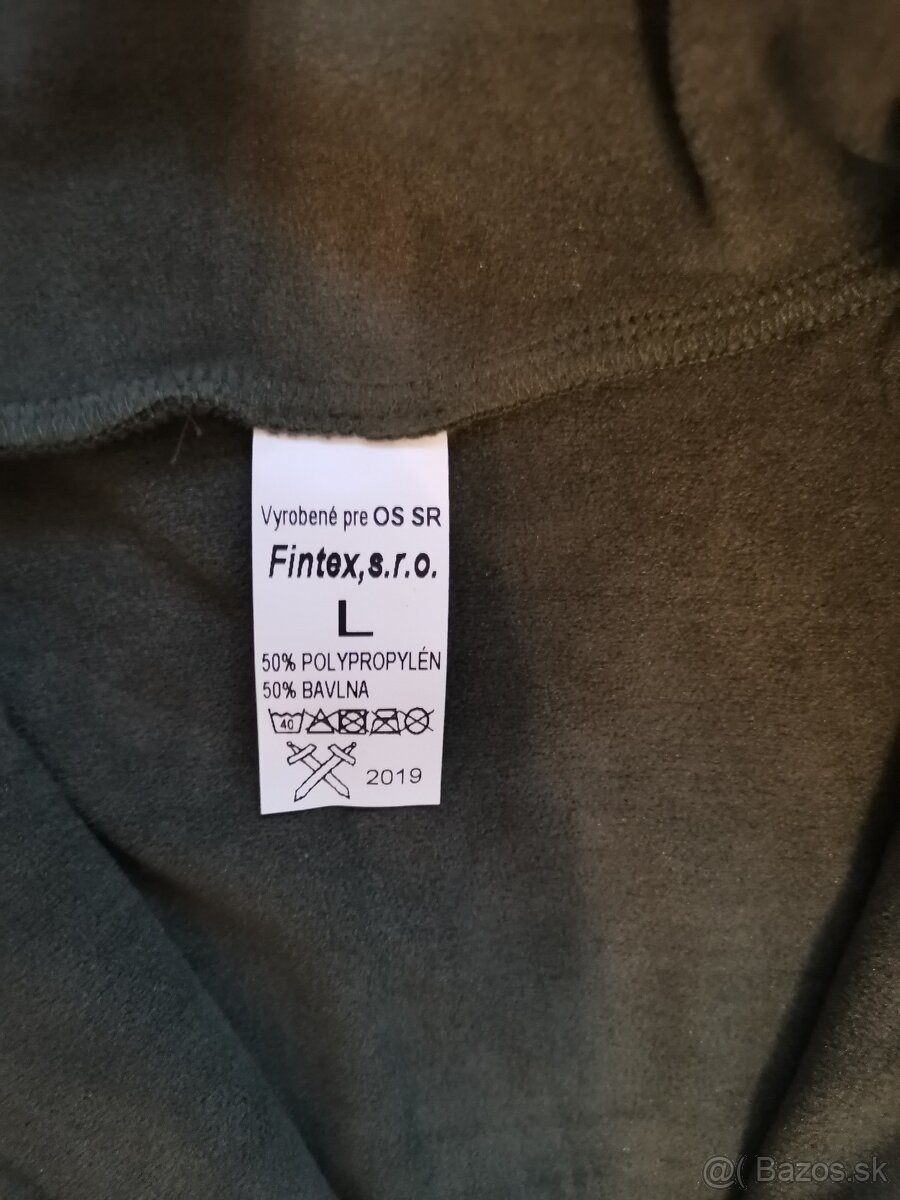 Vyrobené pre OS SR
Fintex,s.r.o.
L
50% POLYPROPYLÉN
50% BAVLNA
40
2019
@( Bazos.sk